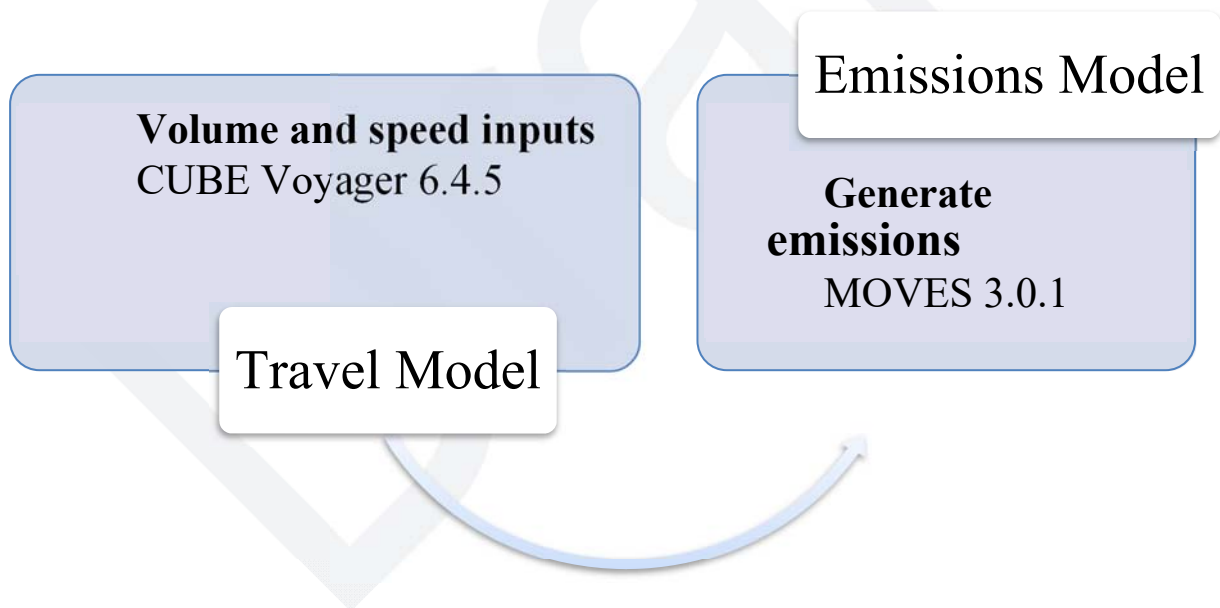 Volume and speed inputs
CUBE Voyager 6.4.5
Travel Model
Emissions Model
Generate
emissions
MOVES 3.0.1